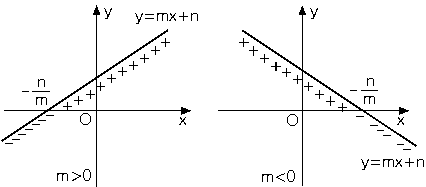 y
y=mx+n
+ + + + + + + + + + +
-n/m
O
x
− − − − −
m>0
y
+ + + + + + + + + + +
-n/m
O
x
− − − − −
m<0
y=mx+n